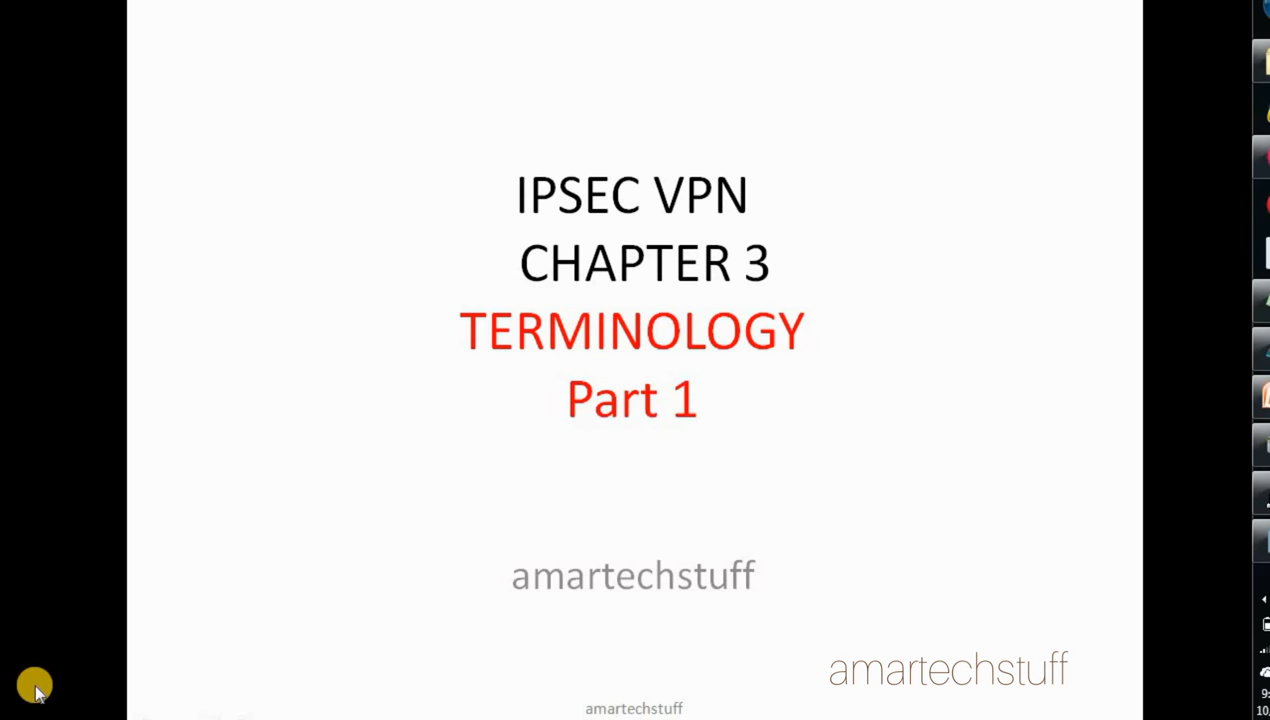 IPSEC VPN
CHAPTER 3
TERMINOLOGY
Part 1
amartechstuff
amartechstuff
amartechstuff